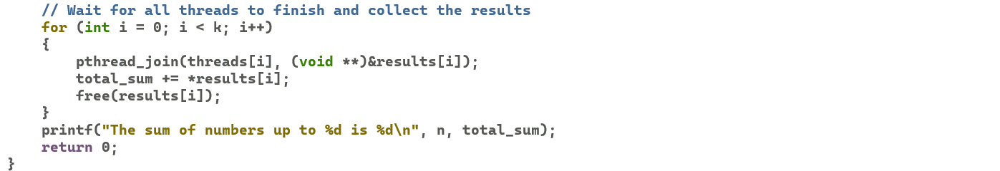 // Wait for all threads to finish and collect the results
    for (int i = 0; i < k; i++)
    {
        pthread_join(threads[i], (void **)&results[i]);
        total_sum += *results[i];
        free(results[i]);
    }
    printf("The sum of numbers up to %d is %d\n", n, total_sum);
    return 0;
}